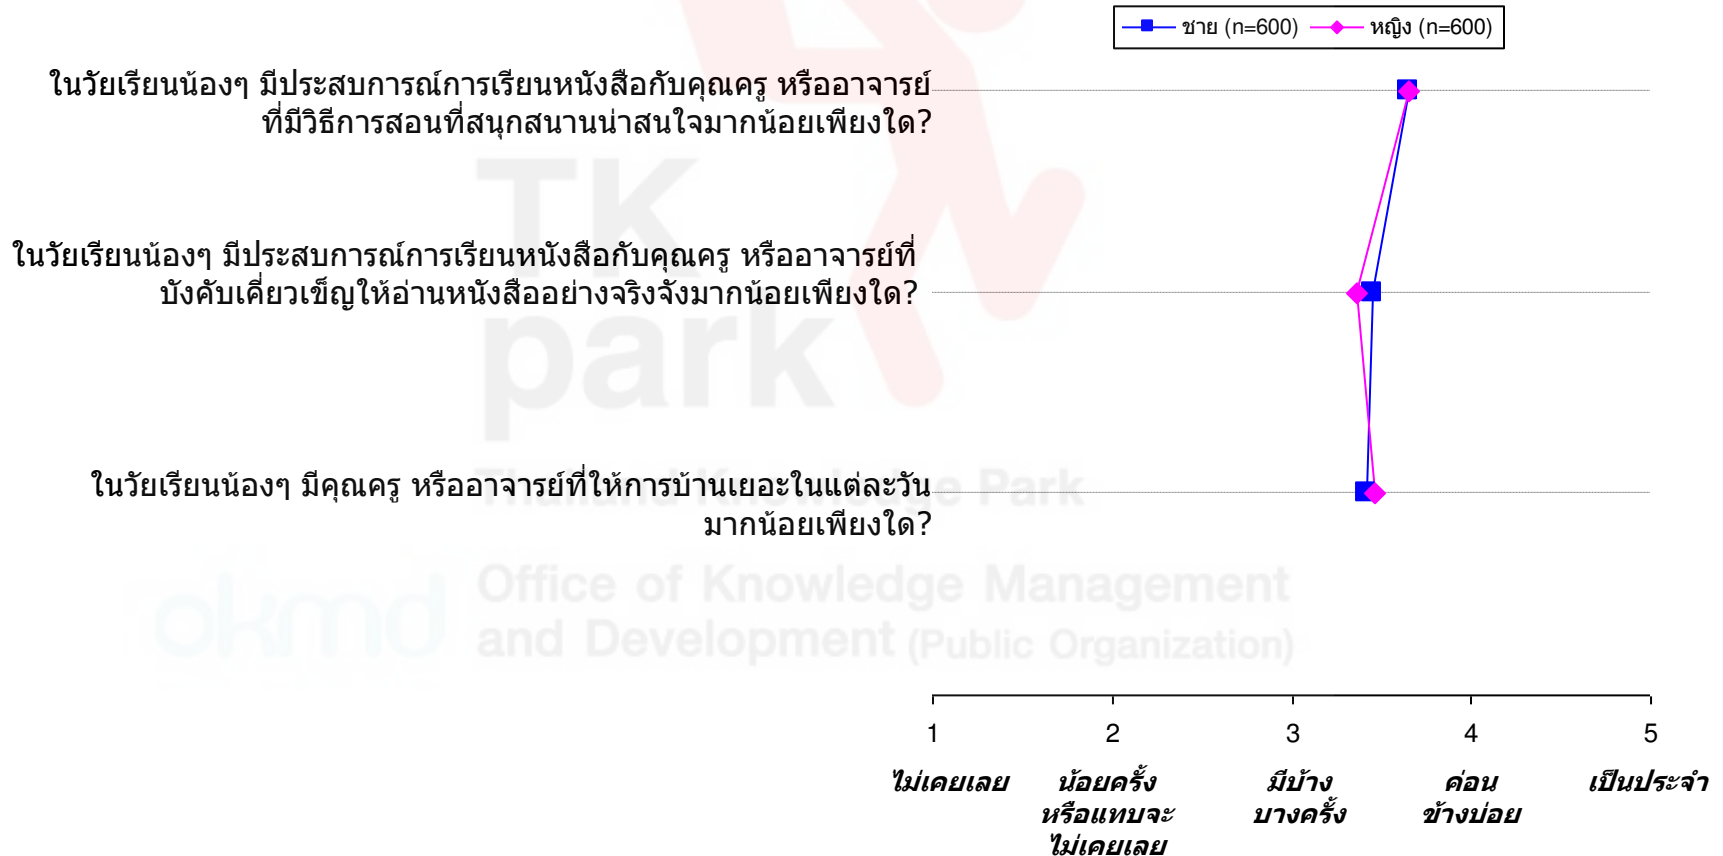 ชาย (n=600) หญิง (n=600)
ในวัยเรียนน้องๆ มีประสบการณ์การเรียนหนังสือกับคุณครู หรืออาจารย์
ที่มีวิธีการสอนที่สนุกสนานน่าสนใจมากน้อยเพียงใด?
ในวัยเรียนน้องๆ มีประสบการณ์การเรียนหนังสือกับคุณครู หรืออาจารย์ที่
บังคับเคี่ยวเข็ญให้อ่านหนังสืออย่างจริงจังมากน้อยเพียงใด?
ในวัยเรียนน้องๆ มีคุณครู หรืออาจารย์ที่ให้การบ้านเยอะในแต่ละวัน
มากน้อยเพียงใด?
TK
park
Thailand Knowledge Park
okmd
Office of Knowledge Management
and Development (Public Organization)
1 2 3 4 5
ไม่เคยเลย น้อยครั้ง มีบ้าง ค่อน เป็นประจำ
หรือแทบจะ บางครั้ง ข้างบ่อย
ไม่เคยเลย